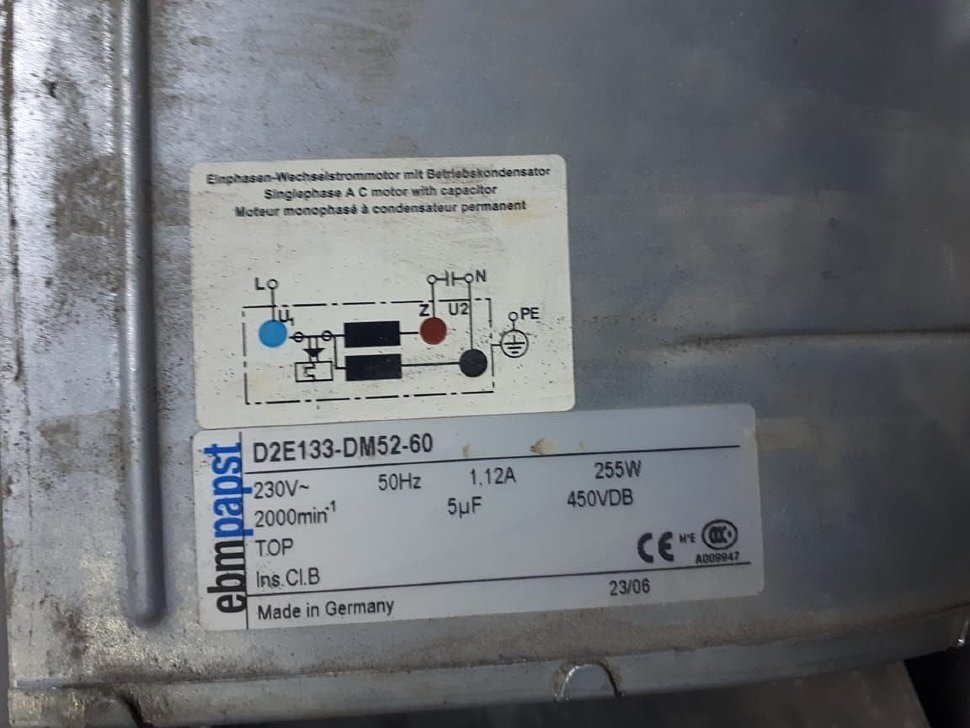 Einphasen-Wechselstrommotor mit Betriebskondensator
Singlephase A C motor with capacitor
Moteur monophasé à condensateur permanent
L
N
U1
Z
U2
PE
ebmpapst
D2E133-DM52-60
230V~ 50Hz 1,12A 255W
2000min-1 5µF 450VDB
TOP
CE M³E CCC
A009947
Ins.Cl.B
23/06
Made in Germany